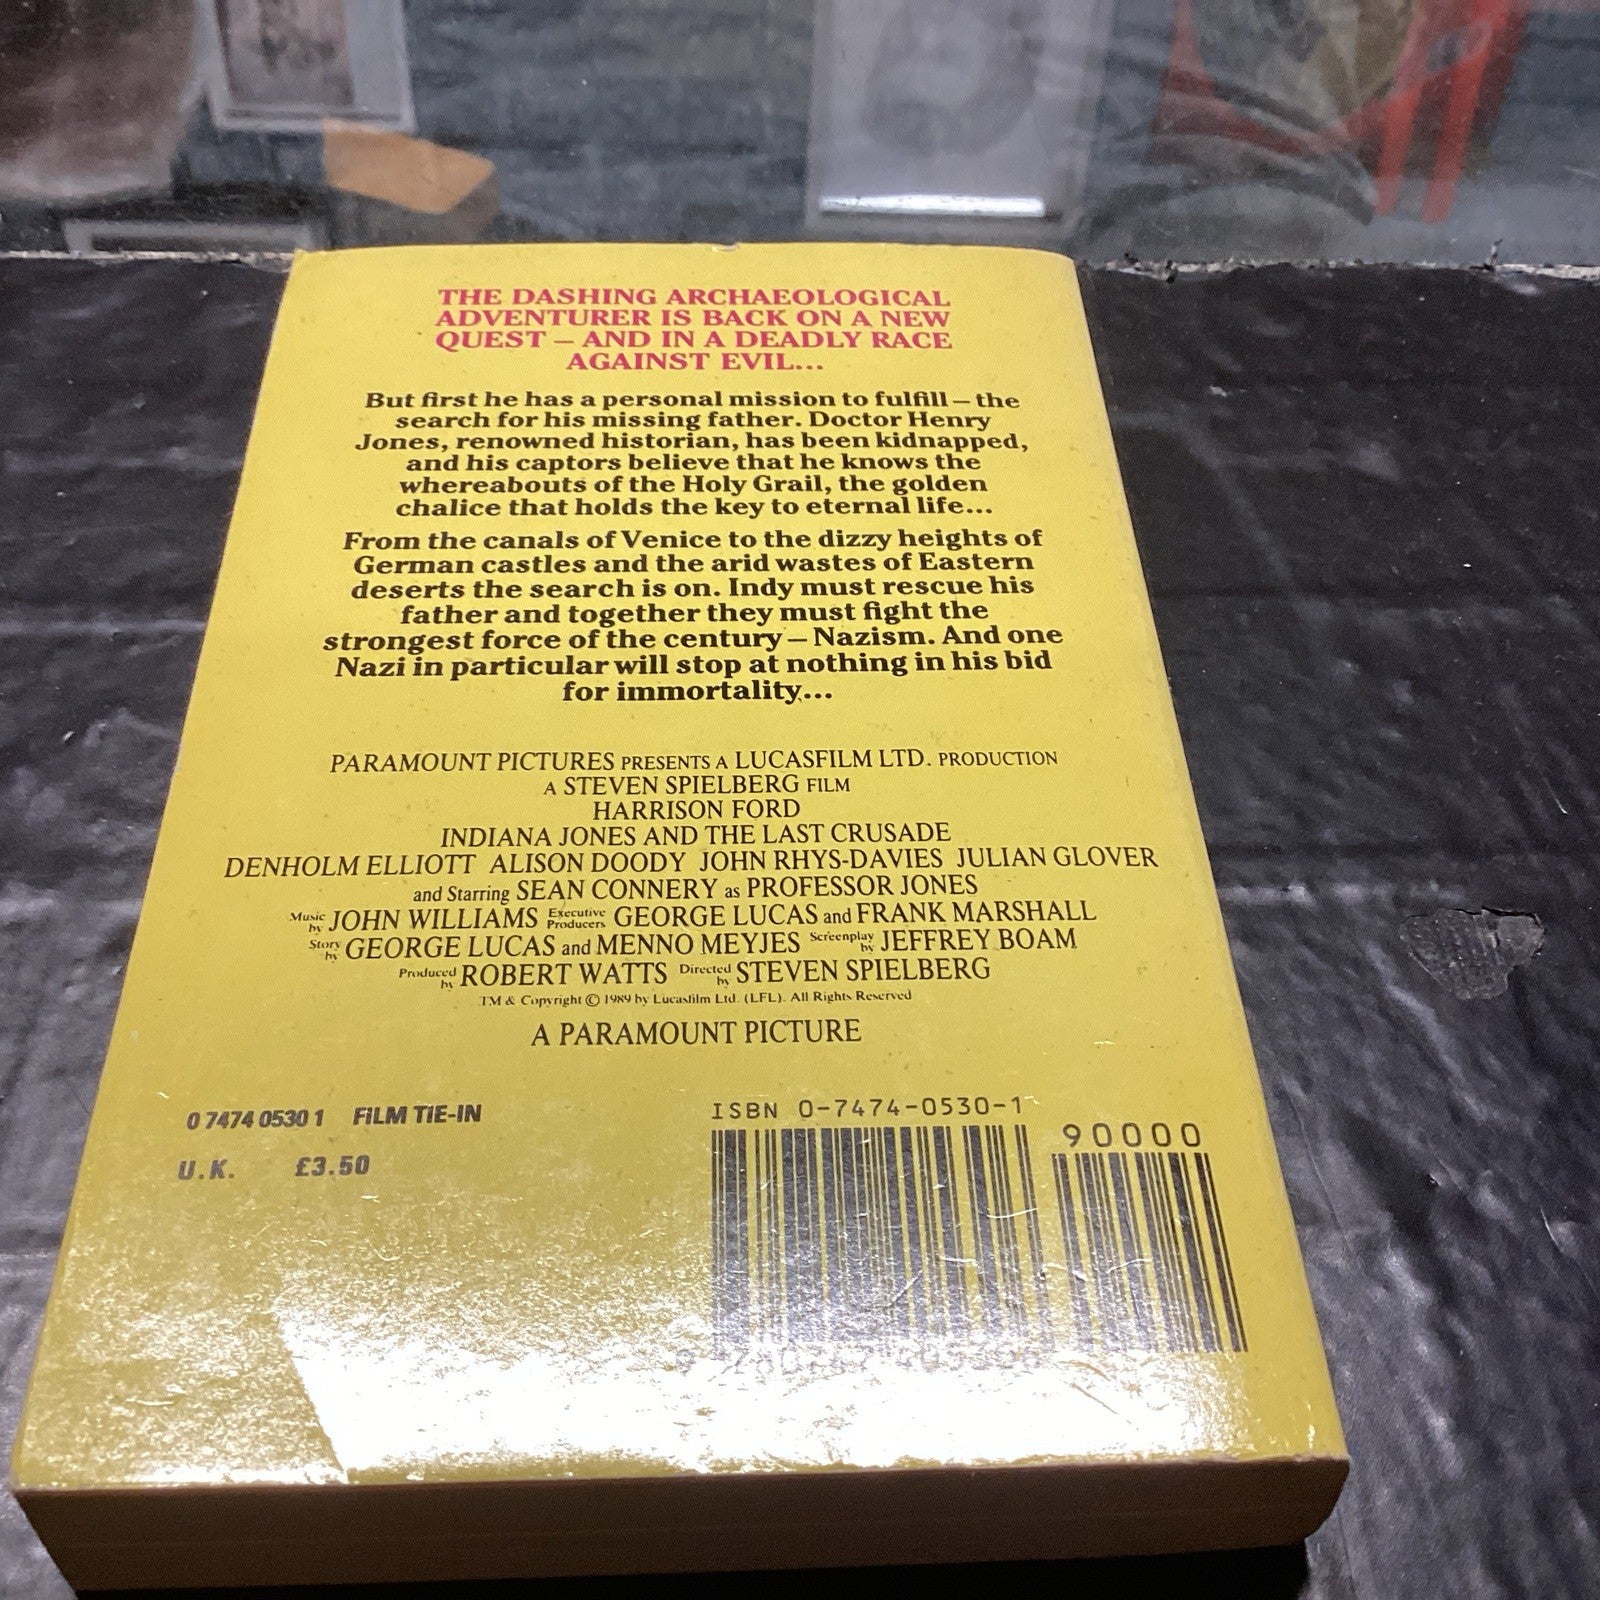 THE DASHING ARCHAEOLOGICAL
ADVENTURER IS BACK ON A NEW
QUEST – AND IN A DEADLY RACE
AGAINST EVIL...
But first he has a personal mission to fulfill – the
search for his missing father. Doctor Henry
Jones, renowned historian, has been kidnapped,
and his captors believe that he knows the
whereabouts of the Holy Grail, the golden
chalice that holds the key to eternal life...
From the canals of Venice to the dizzy heights of
German castles and the arid wastes of Eastern
deserts the search is on. Indy must rescue his
father and together they must fight the
strongest force of the century – Nazism. And one
Nazi in particular will stop at nothing in his bid
for immortality...
PARAMOUNT PICTURES PRESENTS A LUCASFILM LTD. PRODUCTION
A STEVEN SPIELBERG FILM
HARRISON FORD
INDIANA JONES AND THE LAST CRUSADE
DENHOLM ELLIOTT ALISON DOODY JOHN RHYS-DAVIES JULIAN GLOVER
and Starring SEAN CONNERY as PROFESSOR JONES
Music by JOHN WILLIAMS Executive Producers GEORGE LUCAS and FRANK MARSHALL
Story by GEORGE LUCAS and MENNO MEYJES Screenplay by JEFFREY BOAM
Produced by ROBERT WATTS Directed by STEVEN SPIELBERG
TM & Copyright © 1989 by Lucasfilm Ltd. (LFL). All Rights Reserved
A PARAMOUNT PICTURE
0 7474 0530 1 FILM TIE-IN
U.K. £3.50
ISBN 0-7474-0530-1
90000